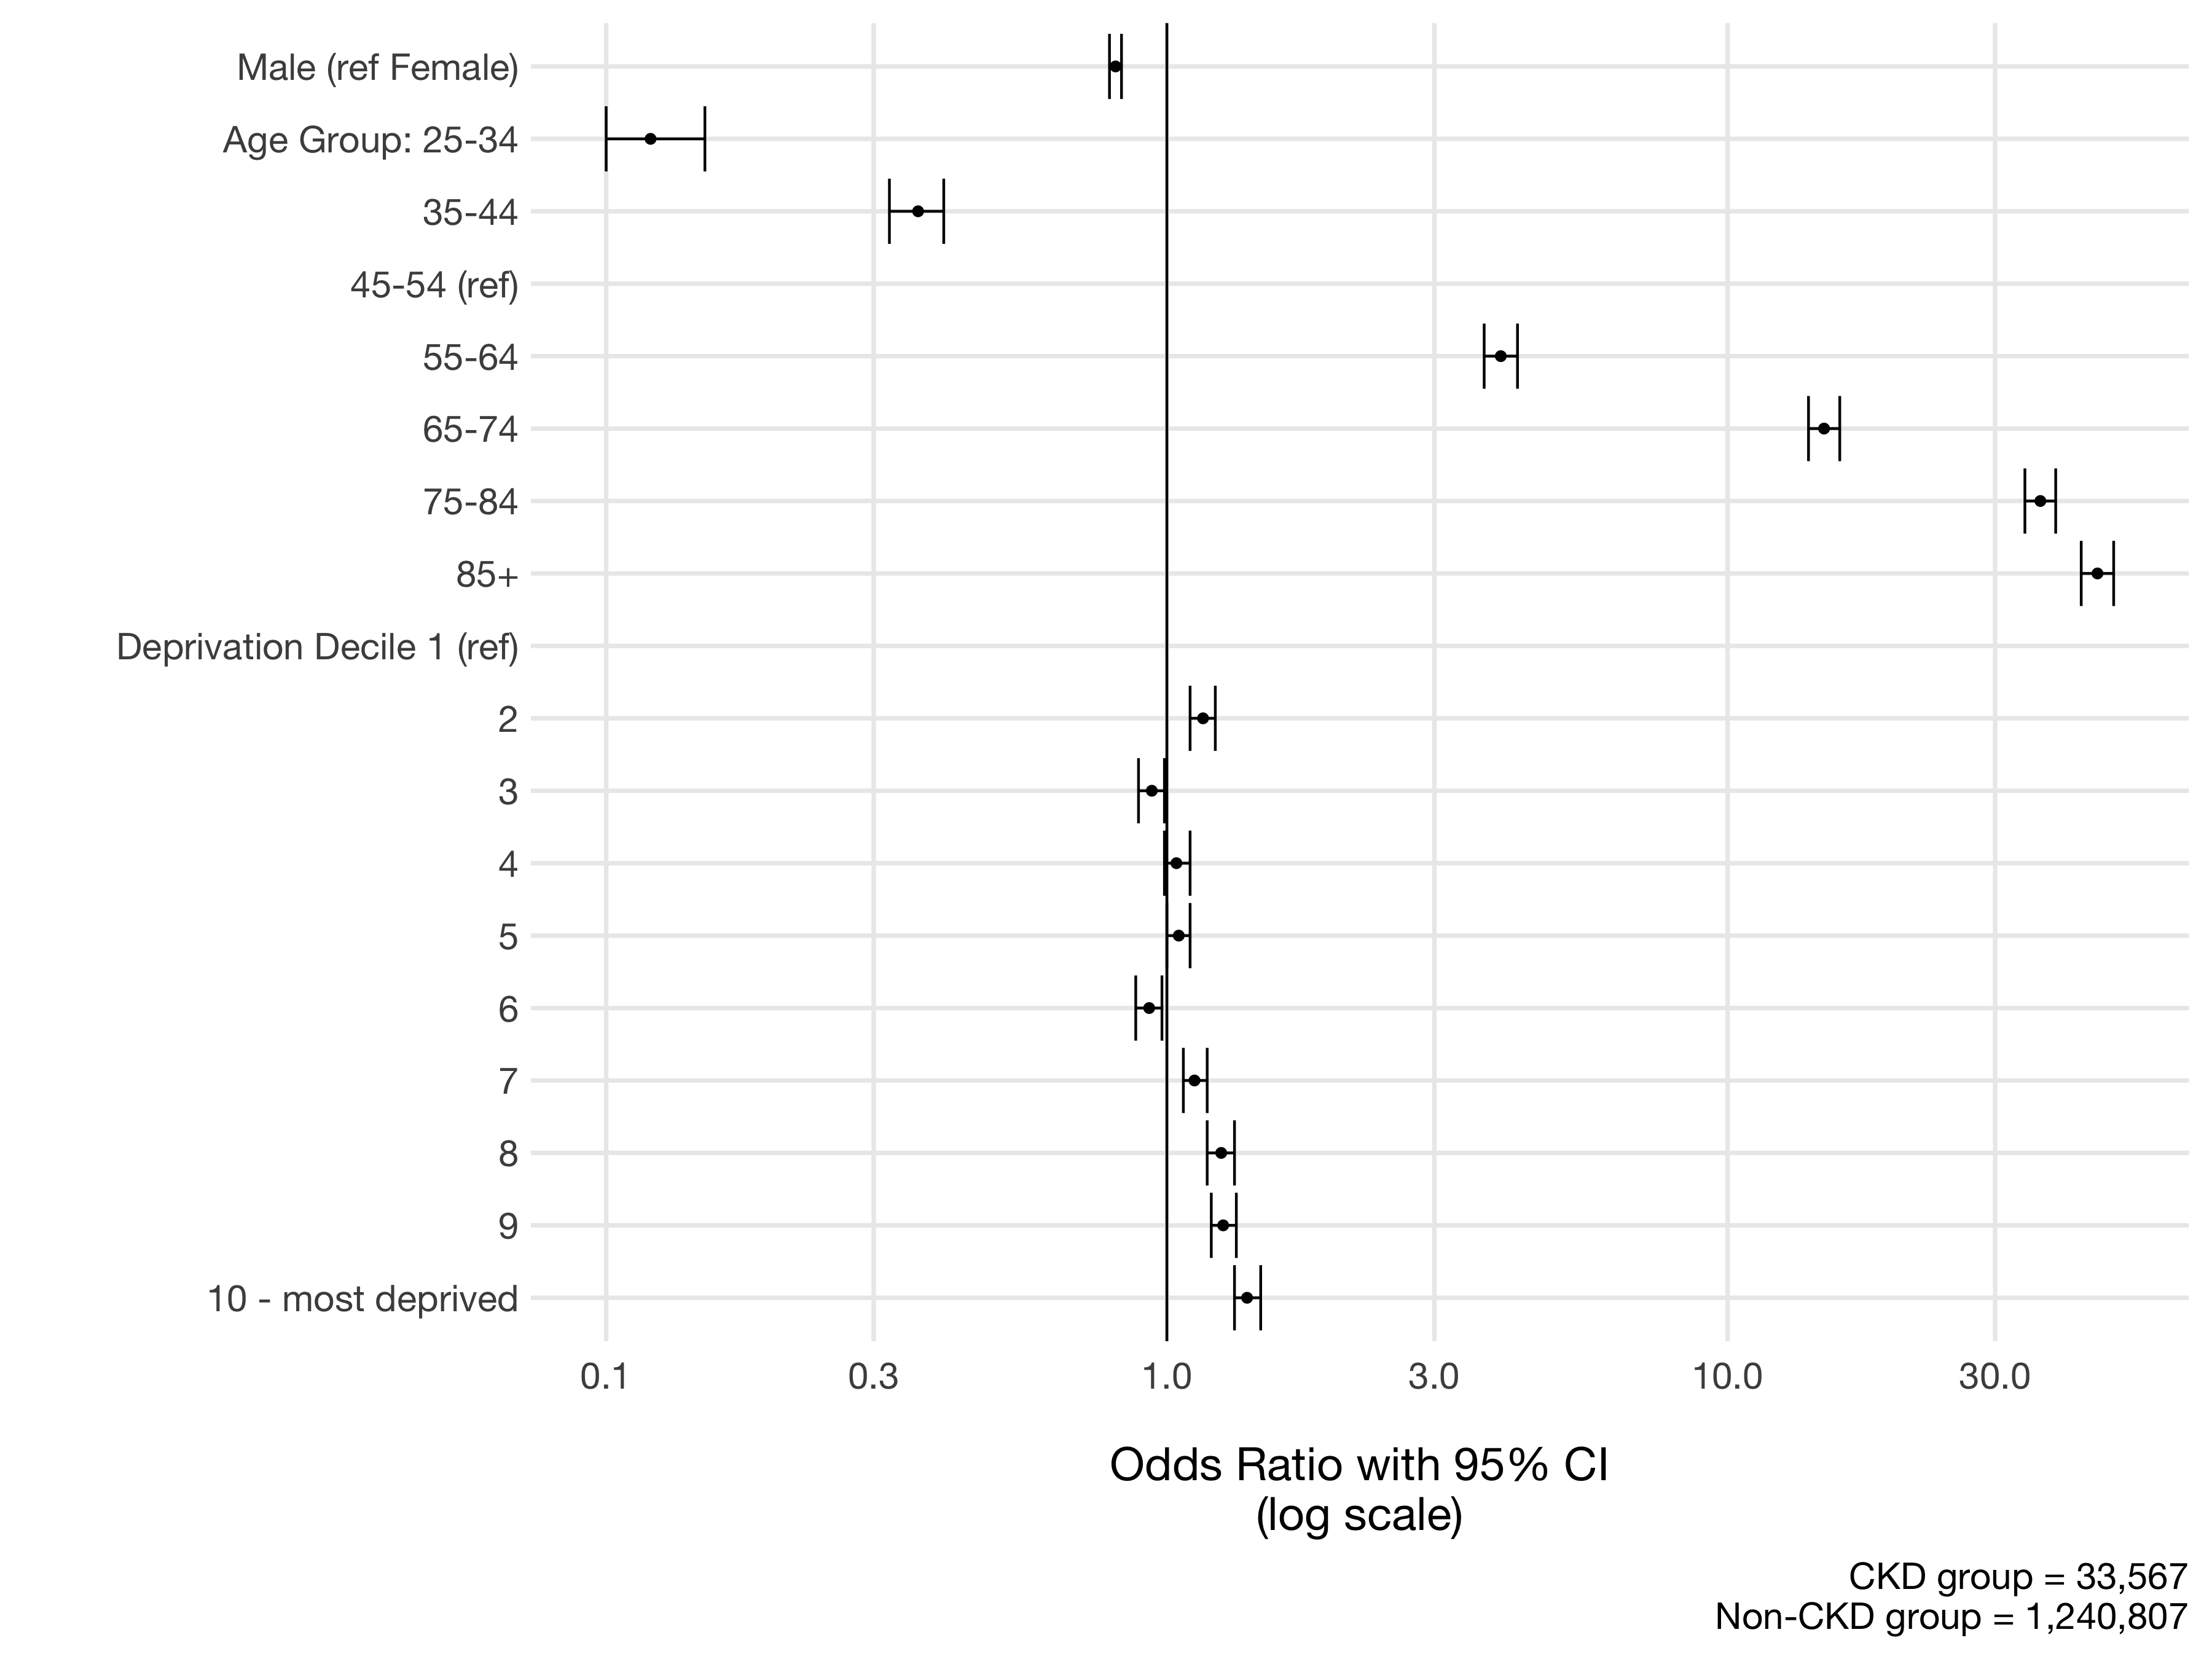 Male (ref Female)
Age Group: 25-34
35-44
45-54 (ref)
55-64
65-74
75-84
85+
Deprivation Decile 1 (ref)
2
3
4
5
6
7
8
9
10 - most deprived
0.1 0.3 1.0 3.0 10.0 30.0
Odds Ratio with 95% CI
(log scale)
CKD group = 33,567
Non-CKD group = 1,240,807